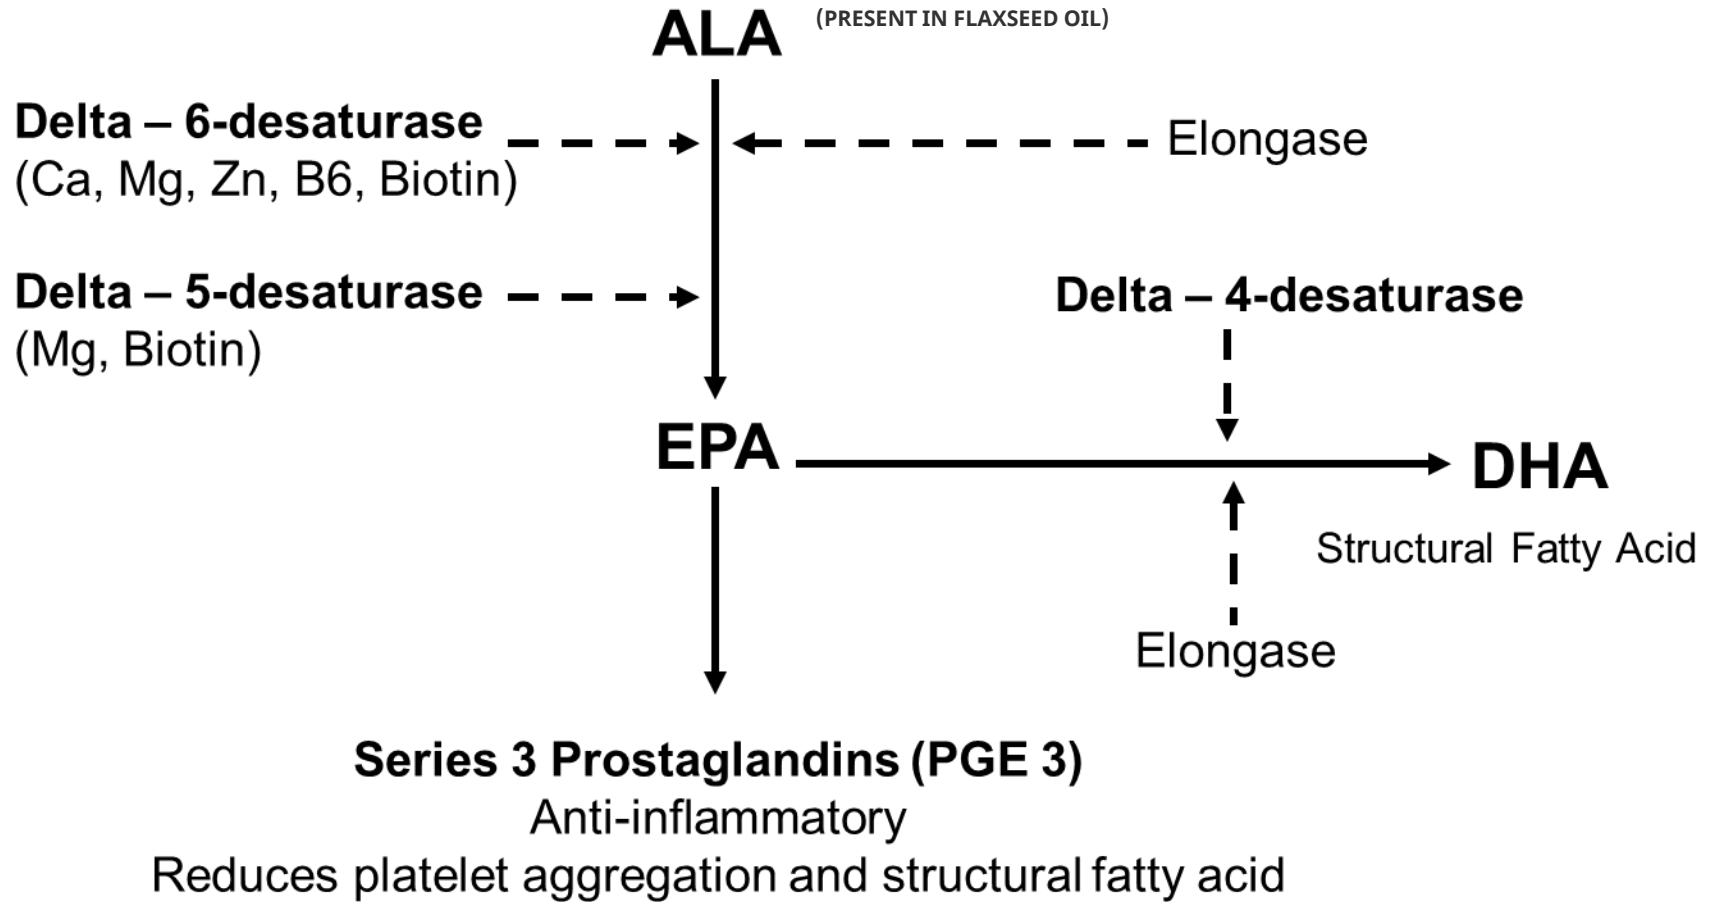 ALA (PRESENT IN FLAXSEED OIL)
Delta – 6-desaturase
(Ca, Mg, Zn, B6, Biotin)
Elongase
Delta – 5-desaturase
(Mg, Biotin)
Delta – 4-desaturase
EPA
DHA
Structural Fatty Acid
Elongase
Series 3 Prostaglandins (PGE 3)
Anti-inflammatory
Reduces platelet aggregation and structural fatty acid